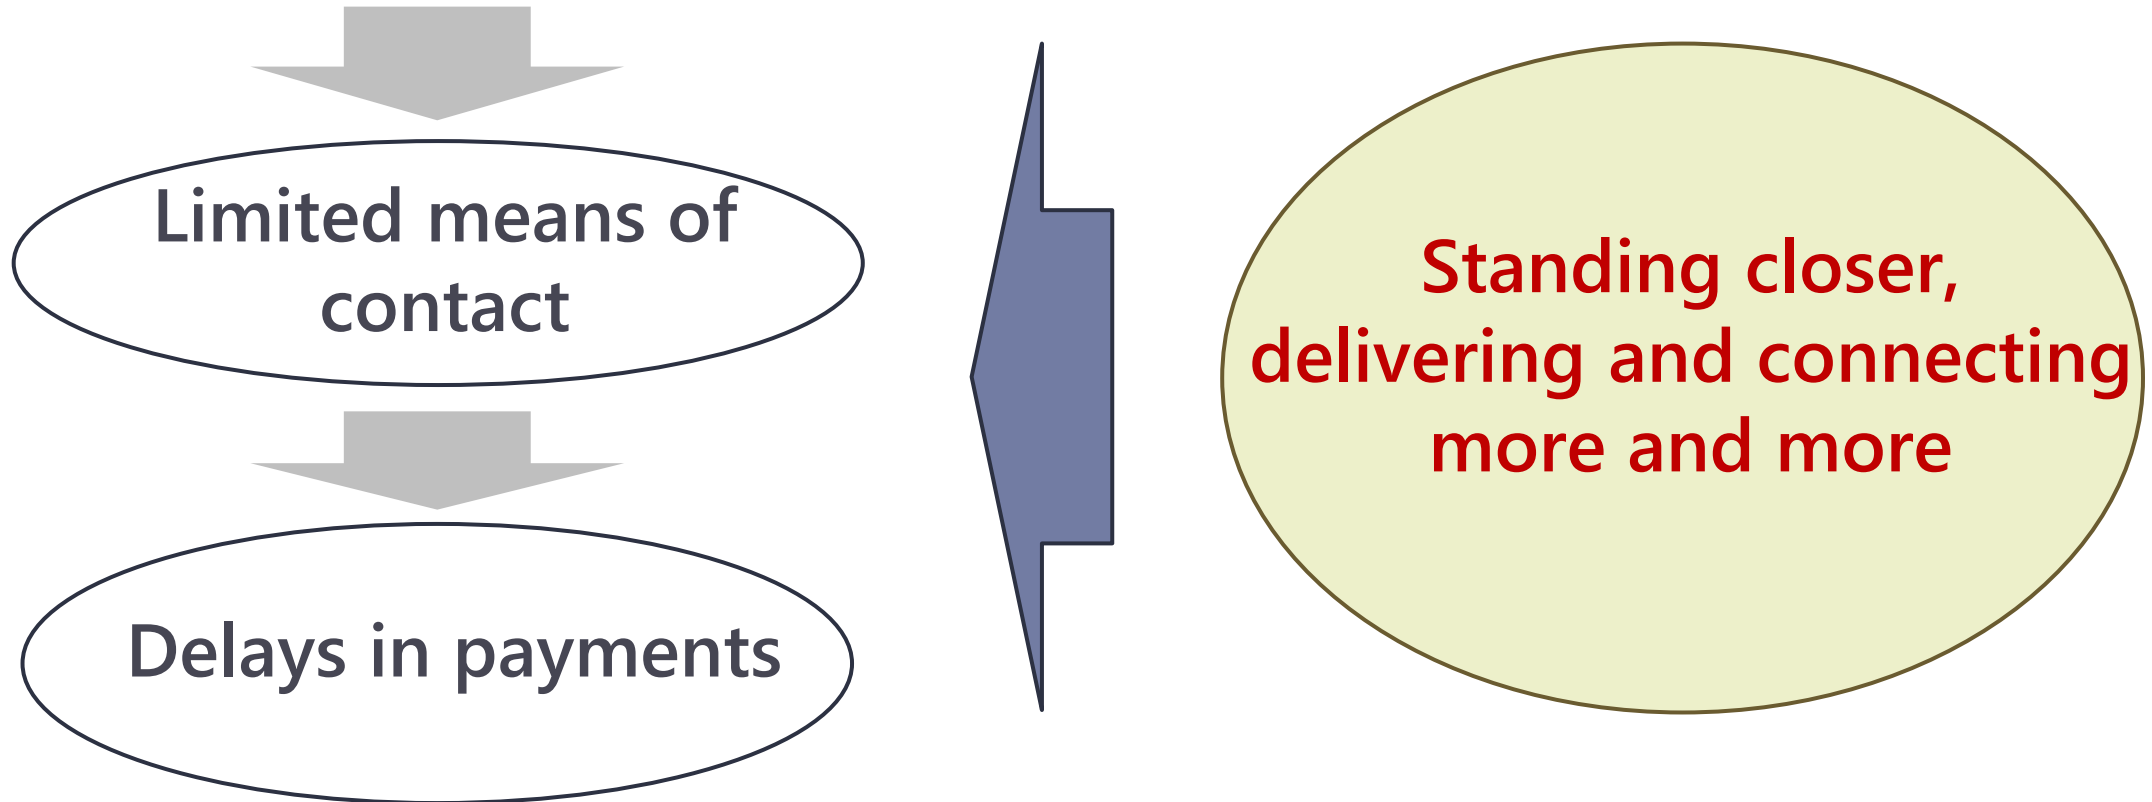 Limited means of
contact
Delays in payments
Standing closer,
delivering and connecting
more and more